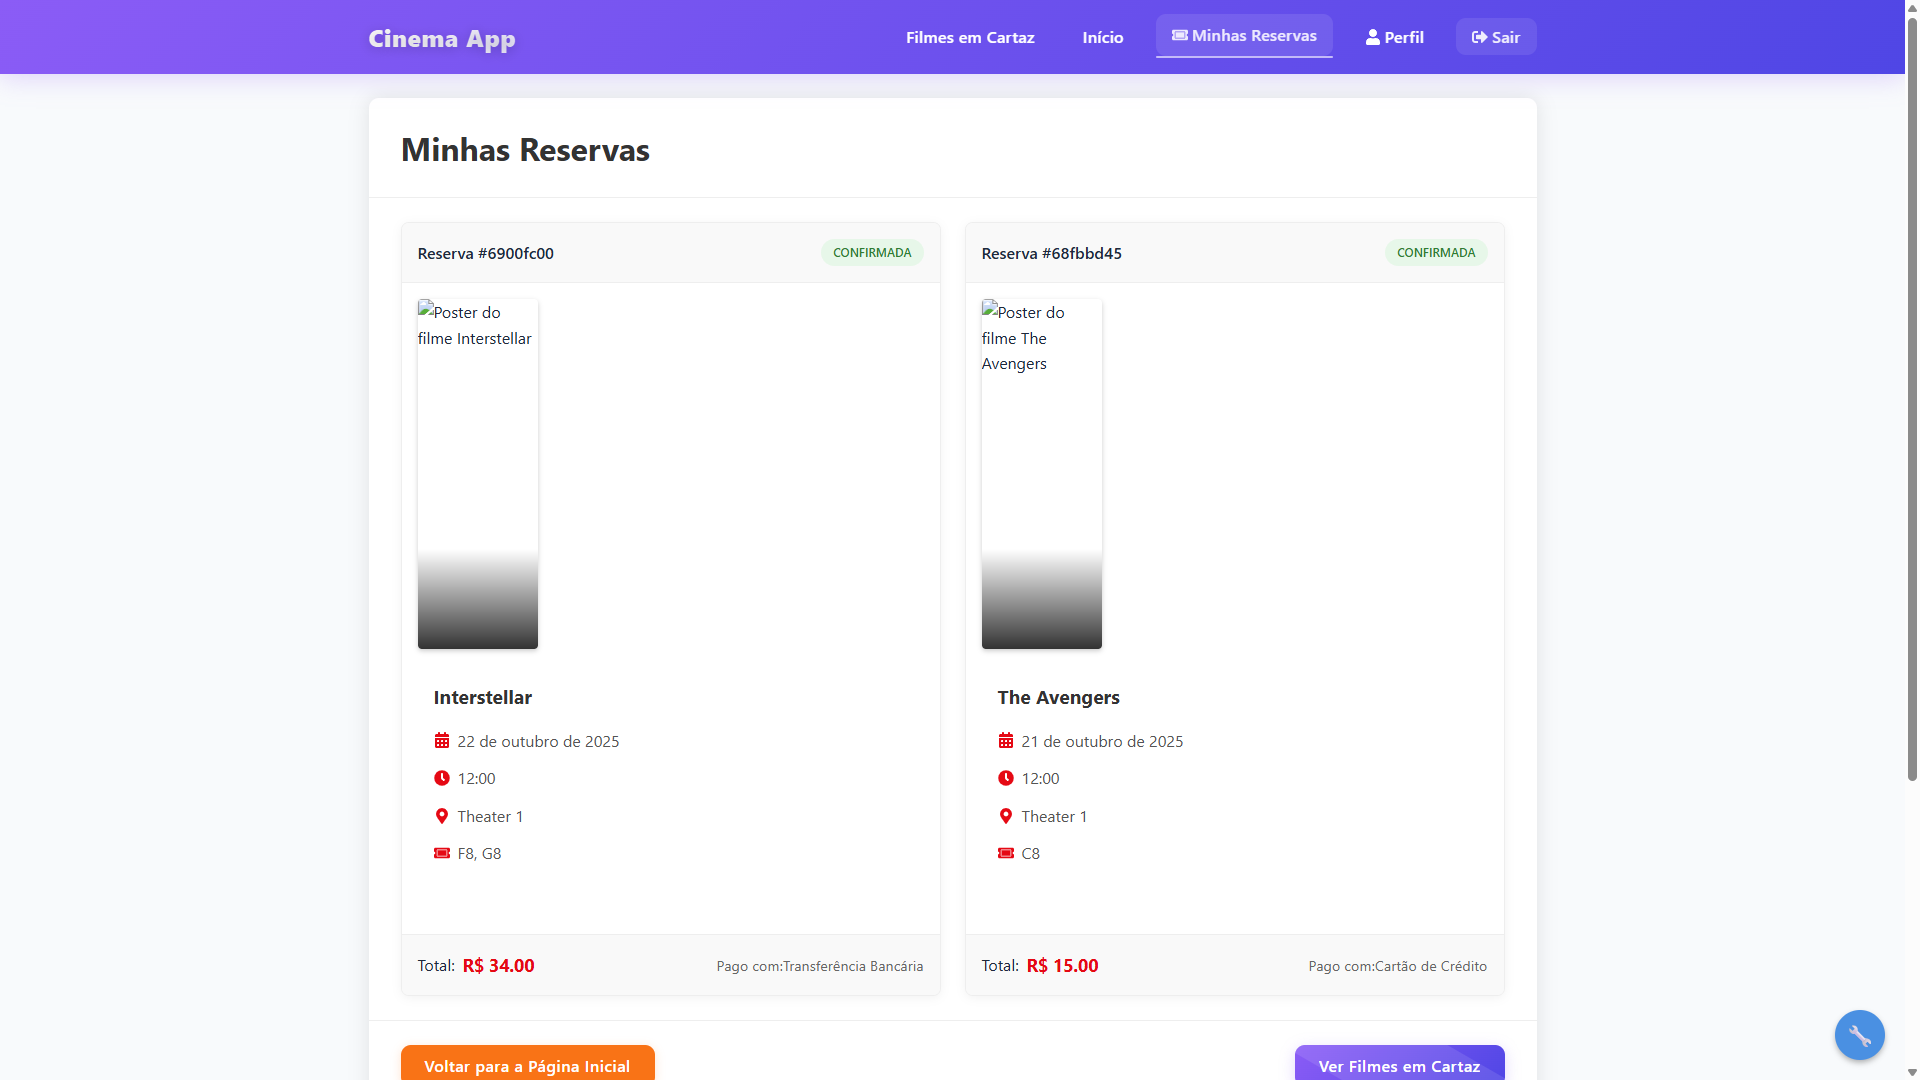 Cinema App
Filmes em Cartaz
Início
Minhas Reservas
Perfil
Sair
Minhas Reservas
Reserva #6900fc00
CONFIRMADA
Poster do
filme Interstellar
Interstellar
22 de outubro de 2025
12:00
Theater 1
F8, G8
Total: R$ 34.00
Pago com:Transferência Bancária
Reserva #68fbbd45
CONFIRMADA
Poster do
filme The
Avengers
The Avengers
21 de outubro de 2025
12:00
Theater 1
C8
Total: R$ 15.00
Pago com:Cartão de Crédito
Voltar para a Página Inicial
Ver Filmes em Cartaz